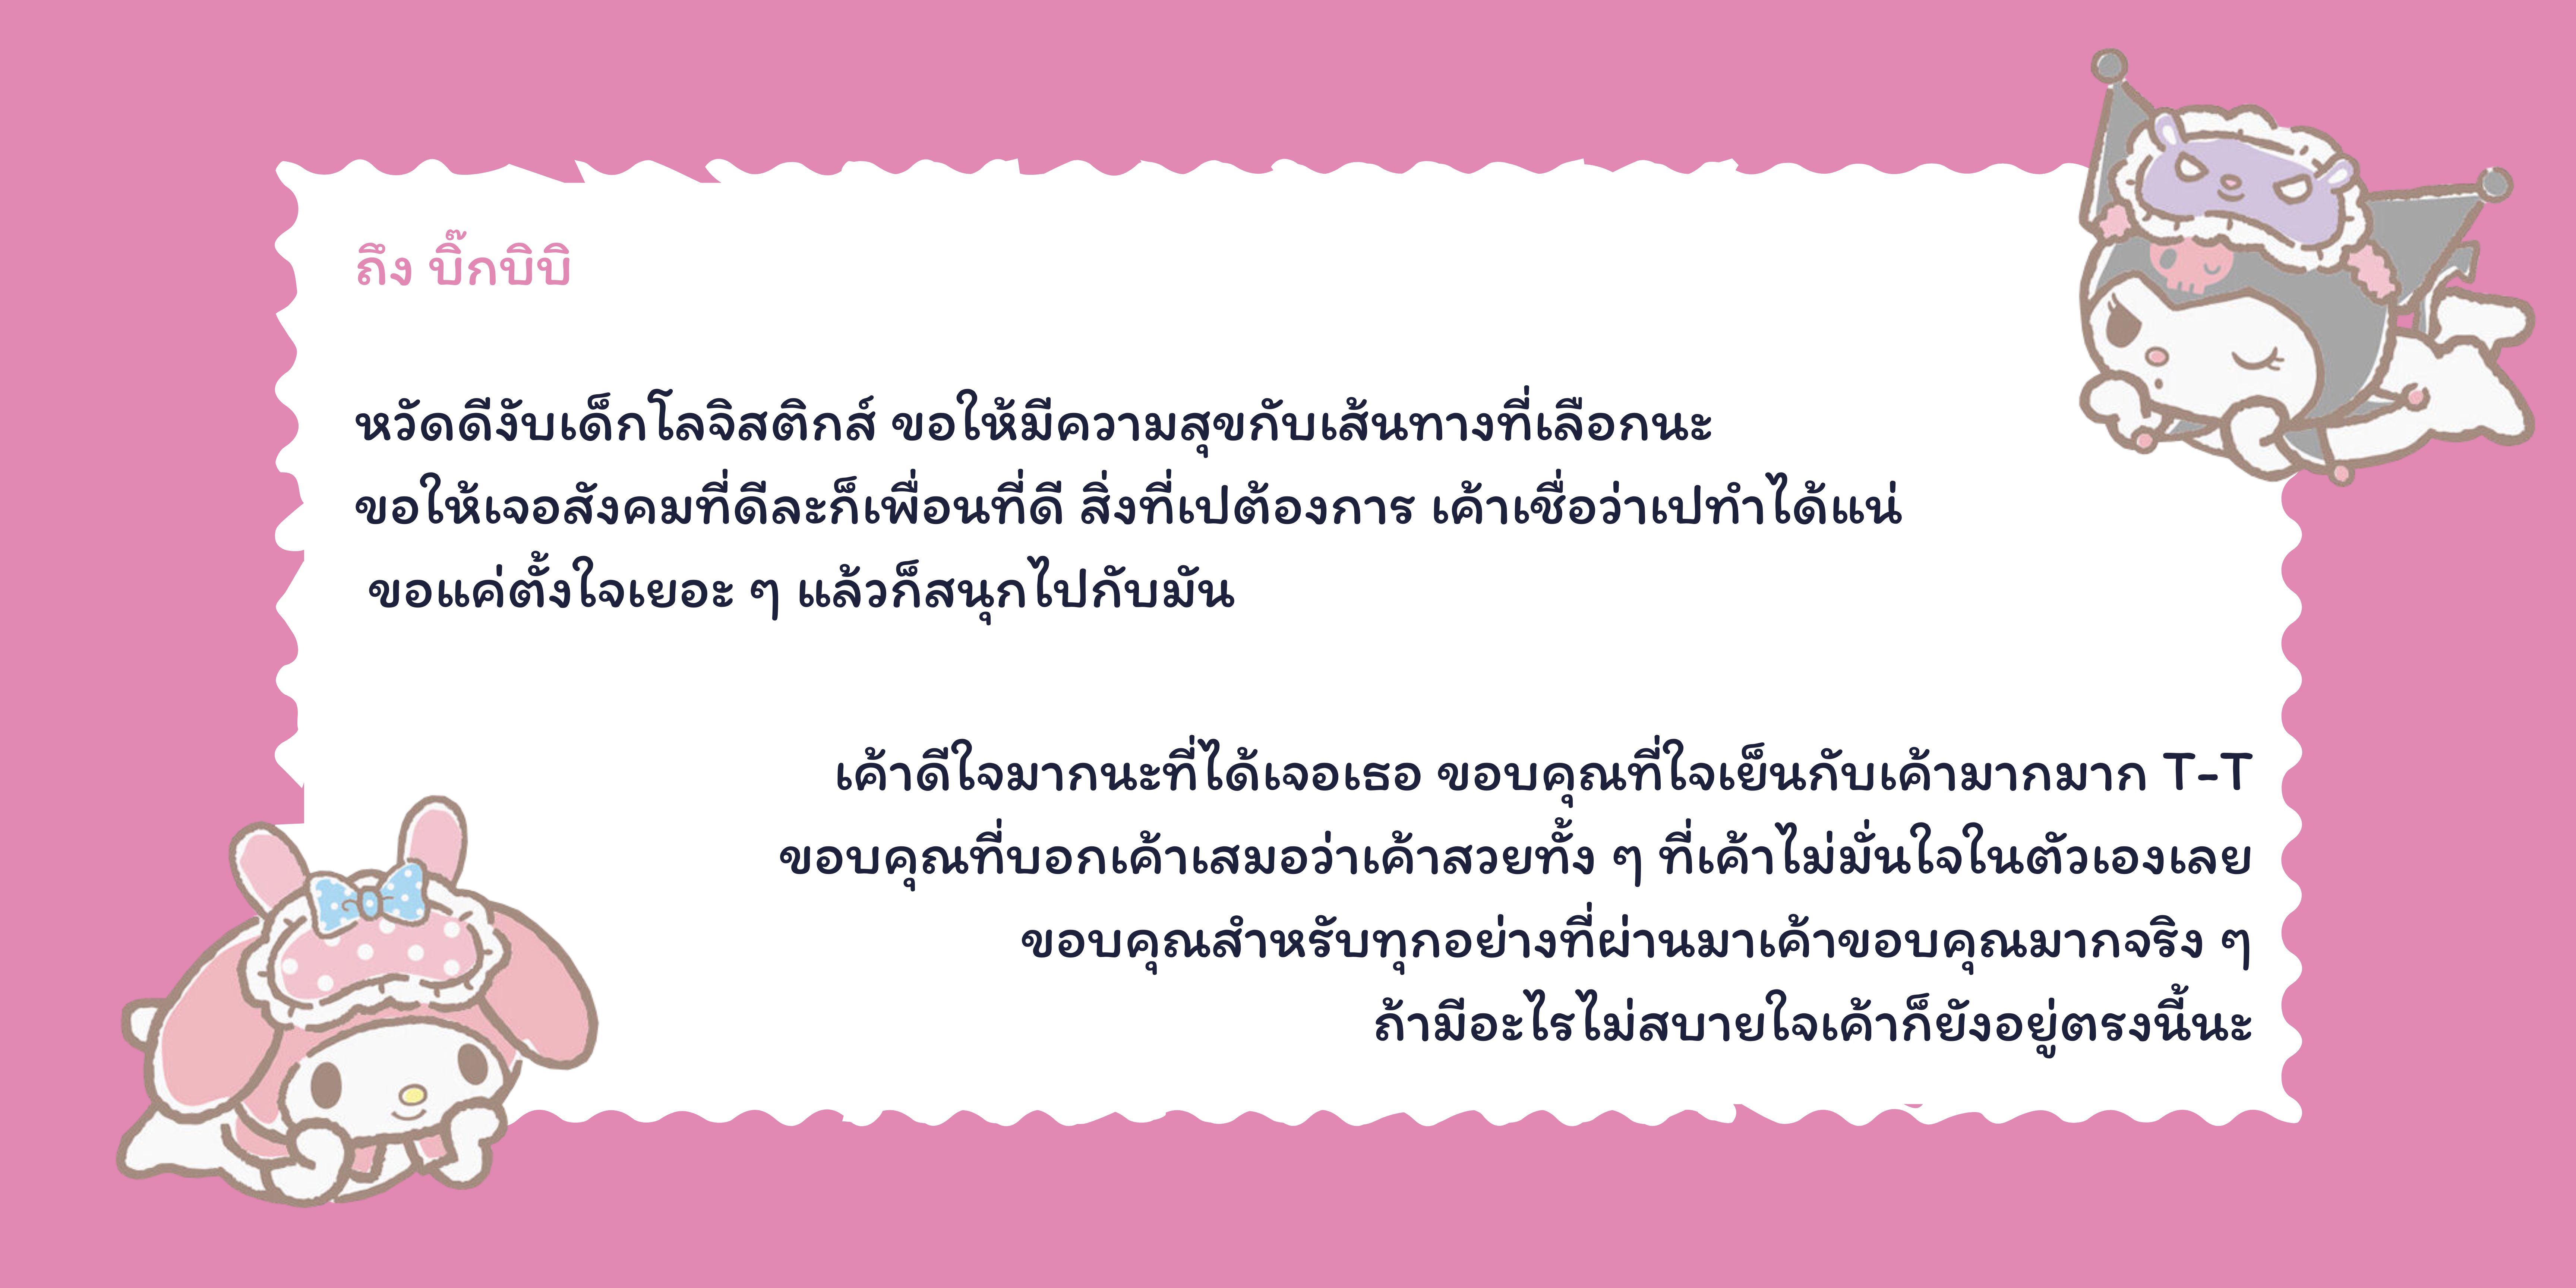 ถึง บิ๊กบิบิ
หวัดดีงับเด็กโลจิสติกส์ ขอให้มีความสุขกับเส้นทางที่เลือกนะ
ขอให้เจอสังคมที่ดีละก็เพื่อนที่ดี สิ่งที่เปต้องการ เค้าเชื่อว่าเปทำได้แน่
ขอแค่ตั้งใจเยอะ ๆ แล้วก็สนุกไปกับมัน
เค้าดีใจมากนะที่ได้เจอเธอ ขอบคุณที่ใจเย็นกับเค้ามากมาก T-T
ขอบคุณที่บอกเค้าเสมอว่าเค้าสวยทั้ง ๆ ที่เค้าไม่มั่นใจในตัวเองเลย
ขอบคุณสำหรับทุกอย่างที่ผ่านมาเค้าขอบคุณมากจริง ๆ
ถ้ามีอะไรไม่สบายใจเค้าก็ยังอยู่ตรงนี้นะ